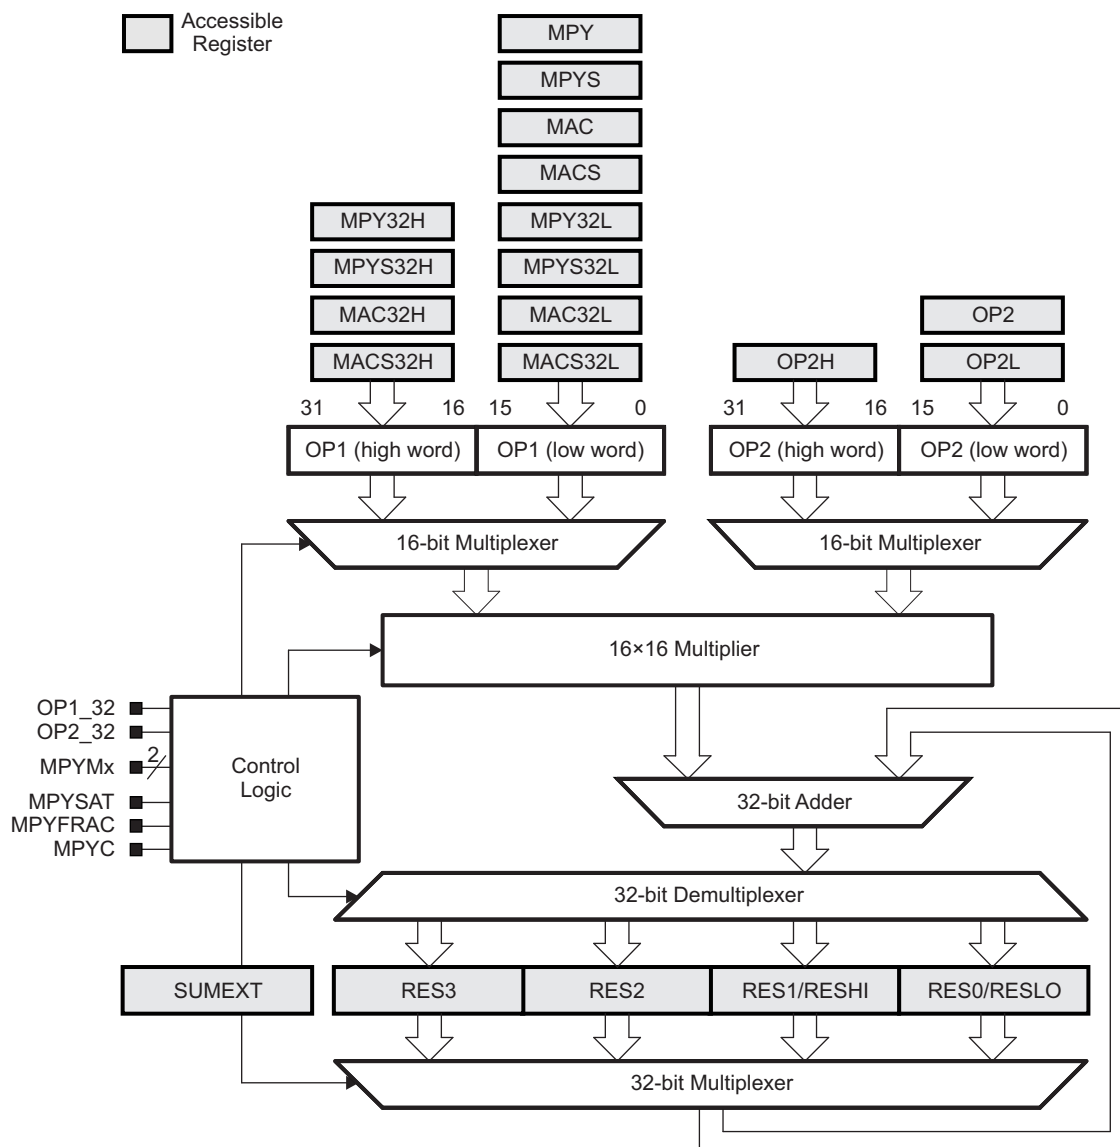 Accessible
Register
MPY
MPYS
MAC
MACS
MPY32H
MPY32L
MPYS32H
MPYS32L
MAC32H
MAC32L
OP2
MACS32H
MACS32L
OP2H
OP2L
31 16 15 0 31 16 15 0
OP1 (high word)
OP1 (low word)
OP2 (high word)
OP2 (low word)
16-bit Multiplexer
16-bit Multiplexer
16×16 Multiplier
OP1_32
OP2_32
MPYMx
2
MPYSAT
MPYFRAC
MPYC
Control
Logic
32-bit Adder
32-bit Demultiplexer
SUMEXT
RES3
RES2
RES1/RESHI
RES0/RESLO
32-bit Multiplexer